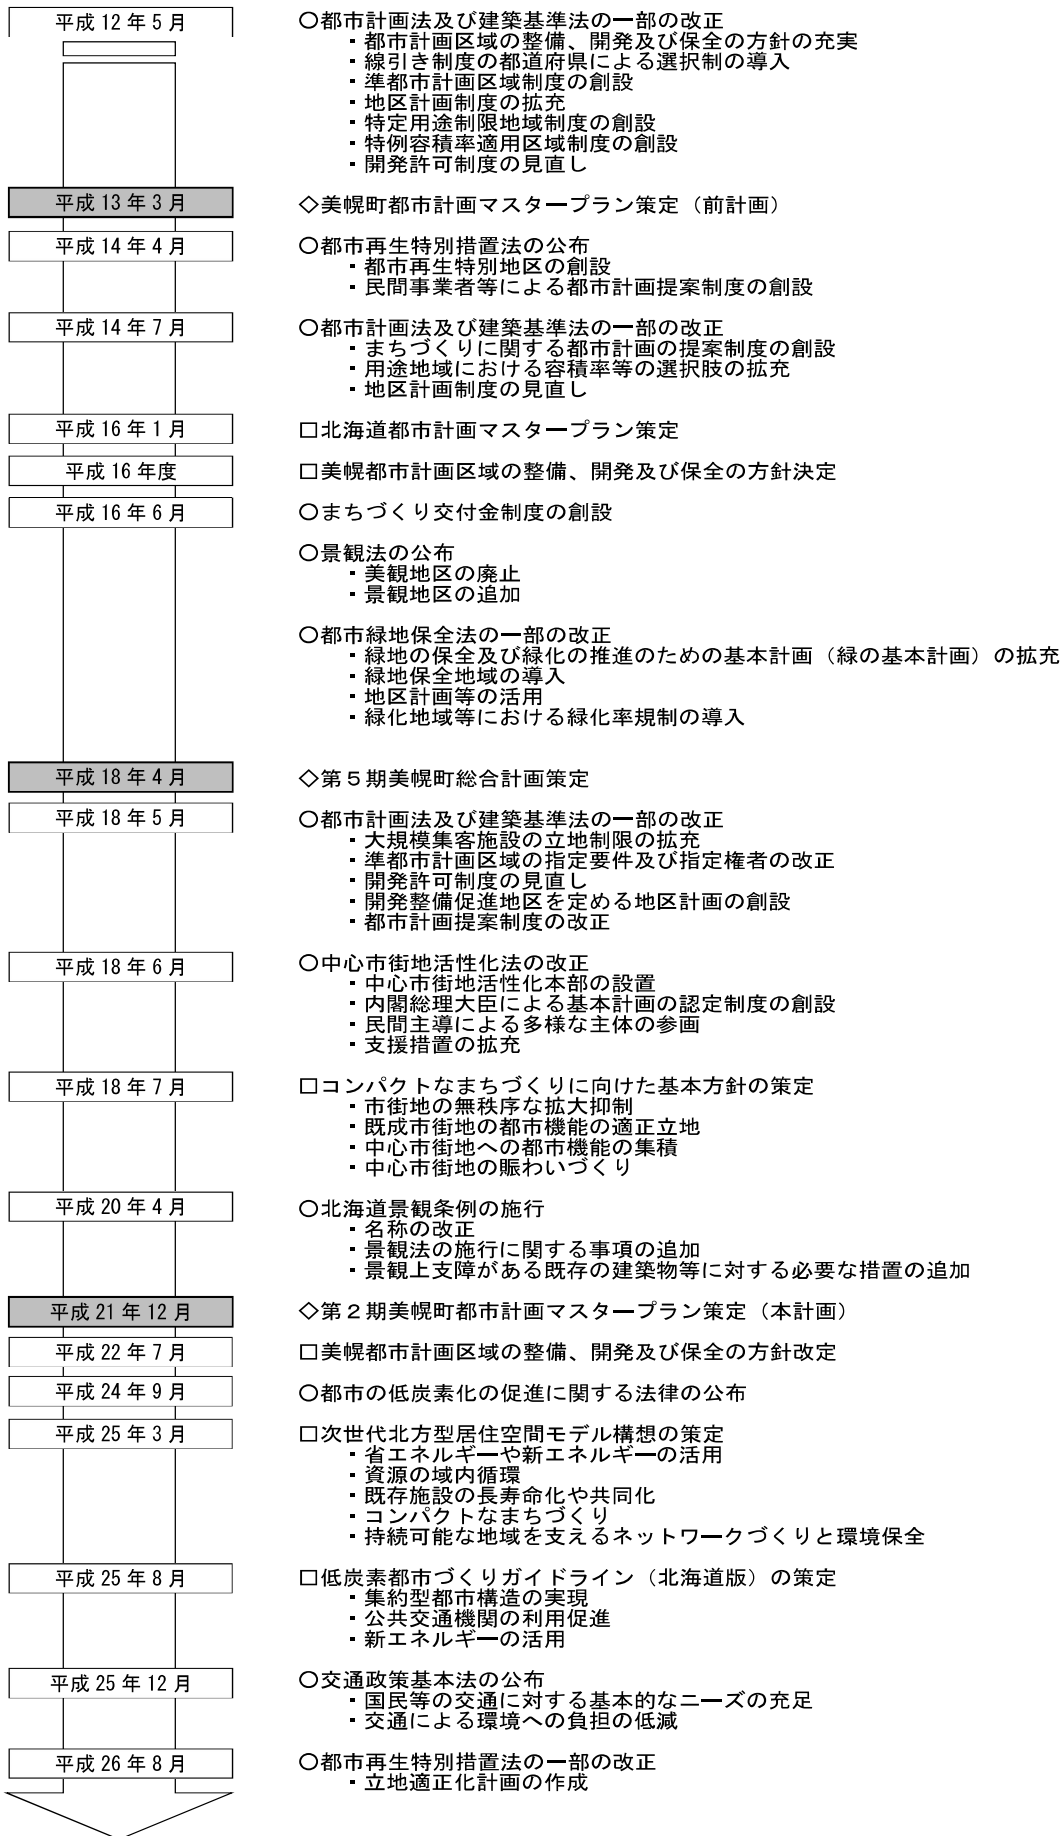 平成12年5月
○都市計画法及び建築基準法の一部の改正
・都市計画区域の整備、開発及び保全の方針の充実
・線引き制度の都道府県による選択制の導入
・準都市計画区域制度の創設
・地区計画制度の拡充
・特定用途制限地域制度の創設
・特例容積率適用区域制度の創設
・開発許可制度の見直し
平成13年3月
◇美幌町都市計画マスタープラン策定（前計画）
平成14年4月
○都市再生特別措置法の公布
・都市再生特別地区の創設
・民間事業者等による都市計画提案制度の創設
平成14年7月
○都市計画法及び建築基準法の一部の改正
・まちづくりに関する都市計画の提案制度の創設
・用途地域における容積率等の選択肢の拡充
・地区計画制度の見直し
平成16年1月
□北海道都市計画マスタープラン策定
平成16年度
□美幌都市計画区域の整備、開発及び保全の方針決定
平成16年6月
○まちづくり交付金制度の創設
○景観法の公布
・美観地区の廃止
・景観地区の追加
○都市緑地保全法の一部の改正
・緑地の保全及び緑化の推進のための基本計画（緑の基本計画）の拡充
・緑地保全地域の導入
・地区計画等の活用
・緑化地域等における緑化率規制の導入
平成18年4月
◇第５期美幌町総合計画策定
平成18年5月
○都市計画法及び建築基準法の一部の改正
・大規模集客施設の立地制限の拡充
・準都市計画区域の指定要件及び指定権者の改正
・開発許可制度の見直し
・開発整備促進地区を定める地区計画の創設
・都市計画提案制度の改正
平成18年6月
○中心市街地活性化法の改正
・中心市街地活性化本部の設置
・内閣総理大臣による基本計画の認定制度の創設
・民間主導による多様な主体の参画
・支援措置の拡充
平成18年7月
□コンパクトなまちづくりに向けた基本方針の策定
・市街地の無秩序な拡大抑制
・既成市街地の都市機能の適正立地
・中心市街地への都市機能の集積
・中心市街地の賑わいづくり
平成20年4月
○北海道景観条例の施行
・名称の改正
・景観法の施行に関する事項の追加
・景観上支障がある既存の建築物等に対する必要な措置の追加
平成21年12月
◇第２期美幌町都市計画マスタープラン策定（本計画）
平成22年7月
□美幌都市計画区域の整備、開発及び保全の方針改定
平成24年9月
○都市の低炭素化の促進に関する法律の公布
平成25年3月
□次世代北方型居住空間モデル構想の策定
・省エネルギーや新エネルギーの活用
・資源の域内循環
・既存施設の長寿命化や共同化
・コンパクトなまちづくり
・持続可能な地域を支えるネットワークづくりと環境保全
平成25年8月
□低炭素都市づくりガイドライン（北海道版）の策定
・集約型都市構造の実現
・公共交通機関の利用促進
・新エネルギーの活用
平成25年12月
○交通政策基本法の公布
・国民等の交通に対する基本的なニーズの充足
・交通による環境への負担の低減
平成26年8月
○都市再生特別措置法の一部の改正
・立地適正化計画の作成